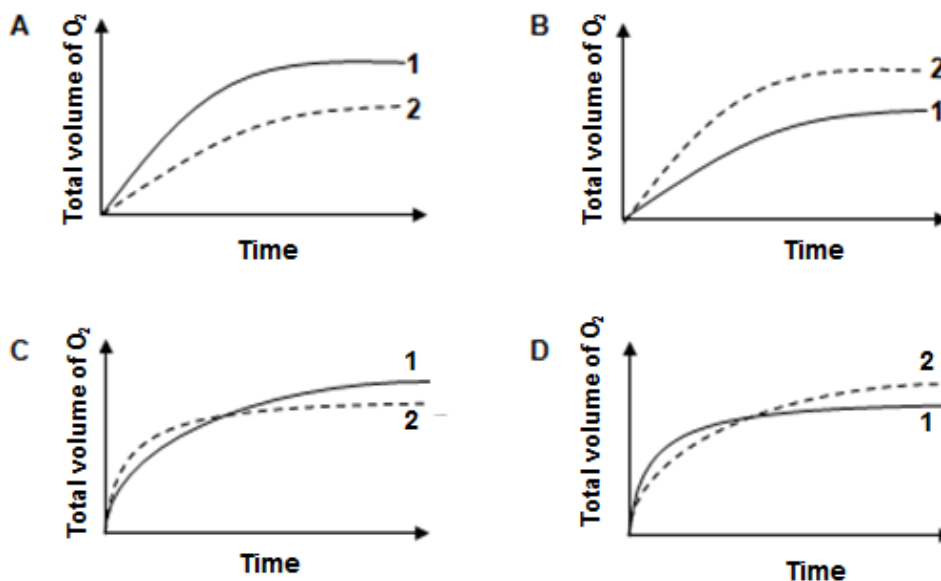 A
Total volume of O₂
1
2
Time
B
Total volume of O₂
2
1
Time
C
Total volume of O₂
1
2
Time
D
Total volume of O₂
2
1
Time